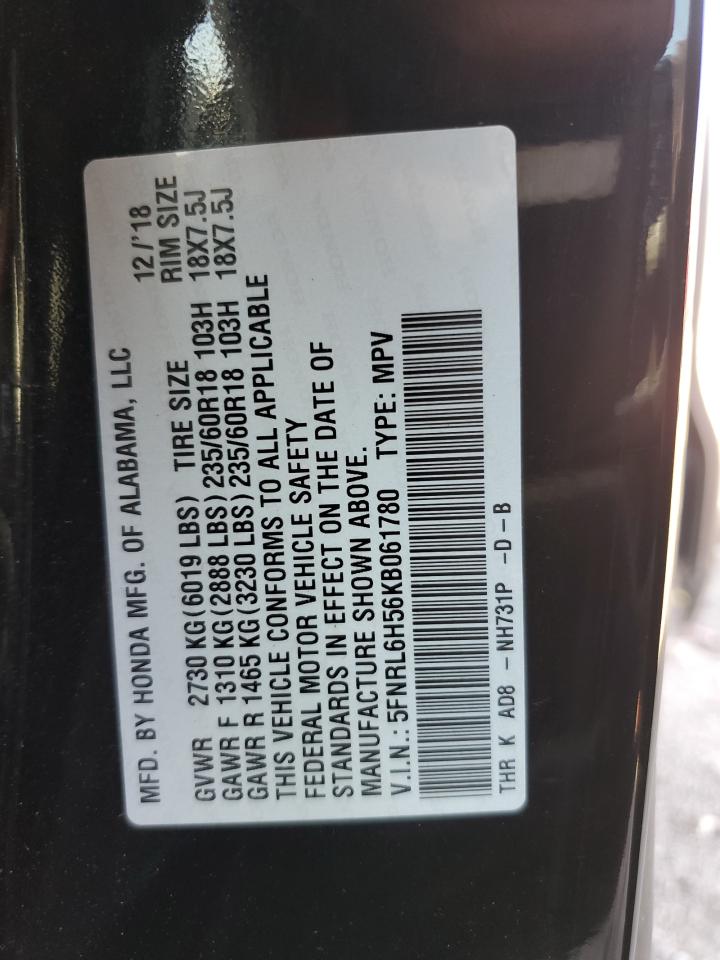 MFD. BY HONDA MFG. OF ALABAMA, LLC 12/'18
GVWR 2730 KG(6019 LBS) TIRE SIZE RIM SIZE
GAWR F 1310 KG(2888 LBS) 235/60R18 103H 18X7.5J
GAWR R 1465 KG(3230 LBS) 235/60R18 103H 18X7.5J
THIS VEHICLE CONFORMS TO ALL APPLICABLE
FEDERAL MOTOR VEHICLE SAFETY
STANDARDS IN EFFECT ON THE DATE OF
MANUFACTURE SHOWN ABOVE.
V.I.N.: 5FNRL6H56KB061780 TYPE: MPV
THR K AD8 -NH731P -D-B